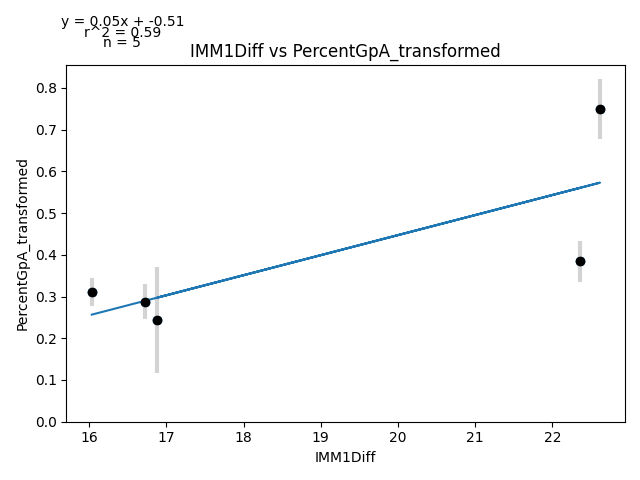 y = 0.05x + -0.51
r^2 = 0.59
n = 5
IMM1Diff vs PercentGpA_transformed
0.8
0.7
0.6
0.5
0.4
0.3
0.2
0.1
0.0
PercentGpA_transformed
16 17 18 19 20 21 22
IMM1Diff